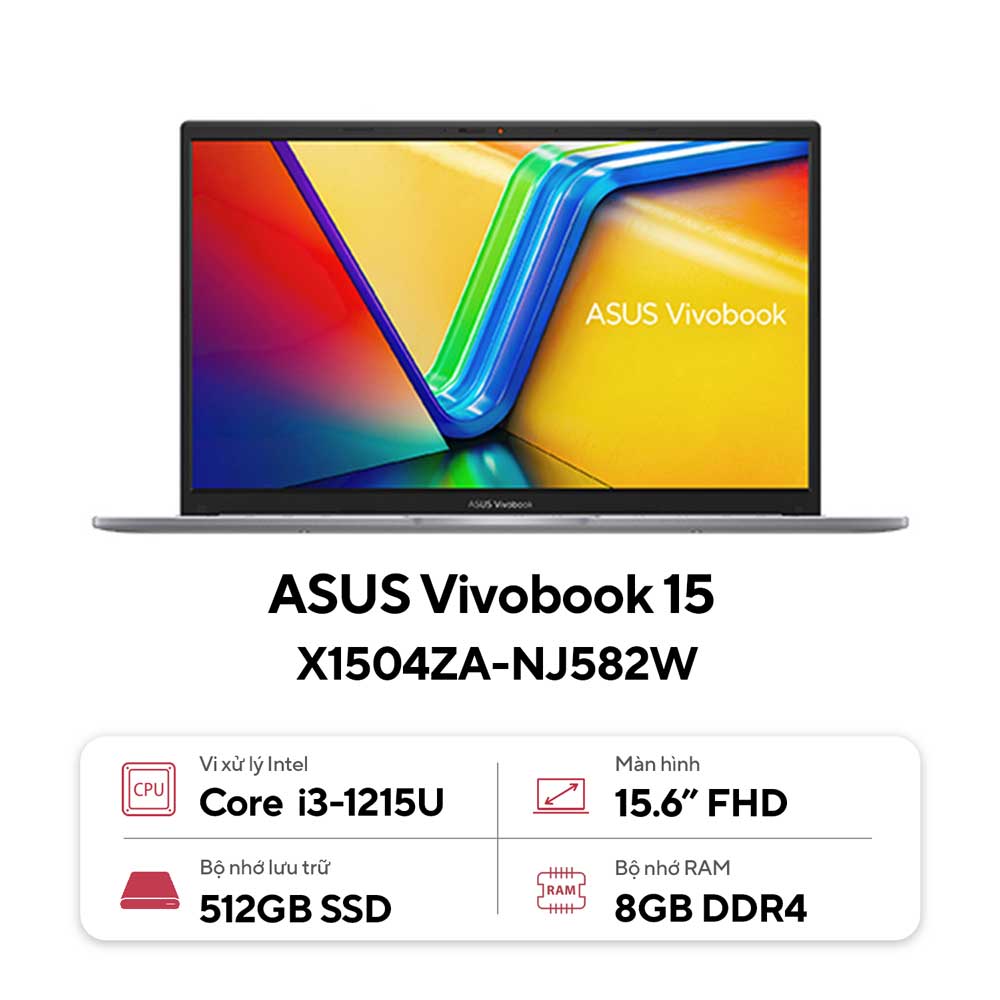 ASUS Vivobook
ASUS Vivobook
ASUS Vivobook 15
X1504ZA-NJ582W
CPU
Vi xử lý Intel
Core i3-1215U
Màn hình
15.6” FHD
Bộ nhớ lưu trữ
512GB SSD
RAM
Bộ nhớ RAM
8GB DDR4